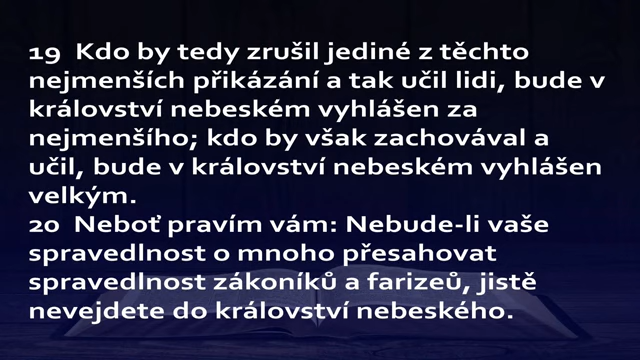 19 Kdo by tedy zrušil jediné z těchto
nejmenších přikázání a tak učil lidi, bude v
království nebeském vyhlášen za
nejmenšího; kdo by však zachovával a
učil, bude v království nebeském vyhlášen
velkým.
20 Neboť pravím vám: Nebude-li vaše
spravedlnost o mnoho přesahovat
spravedlnost zákoníků a farizeů, jistě
nevejdete do království nebeského.